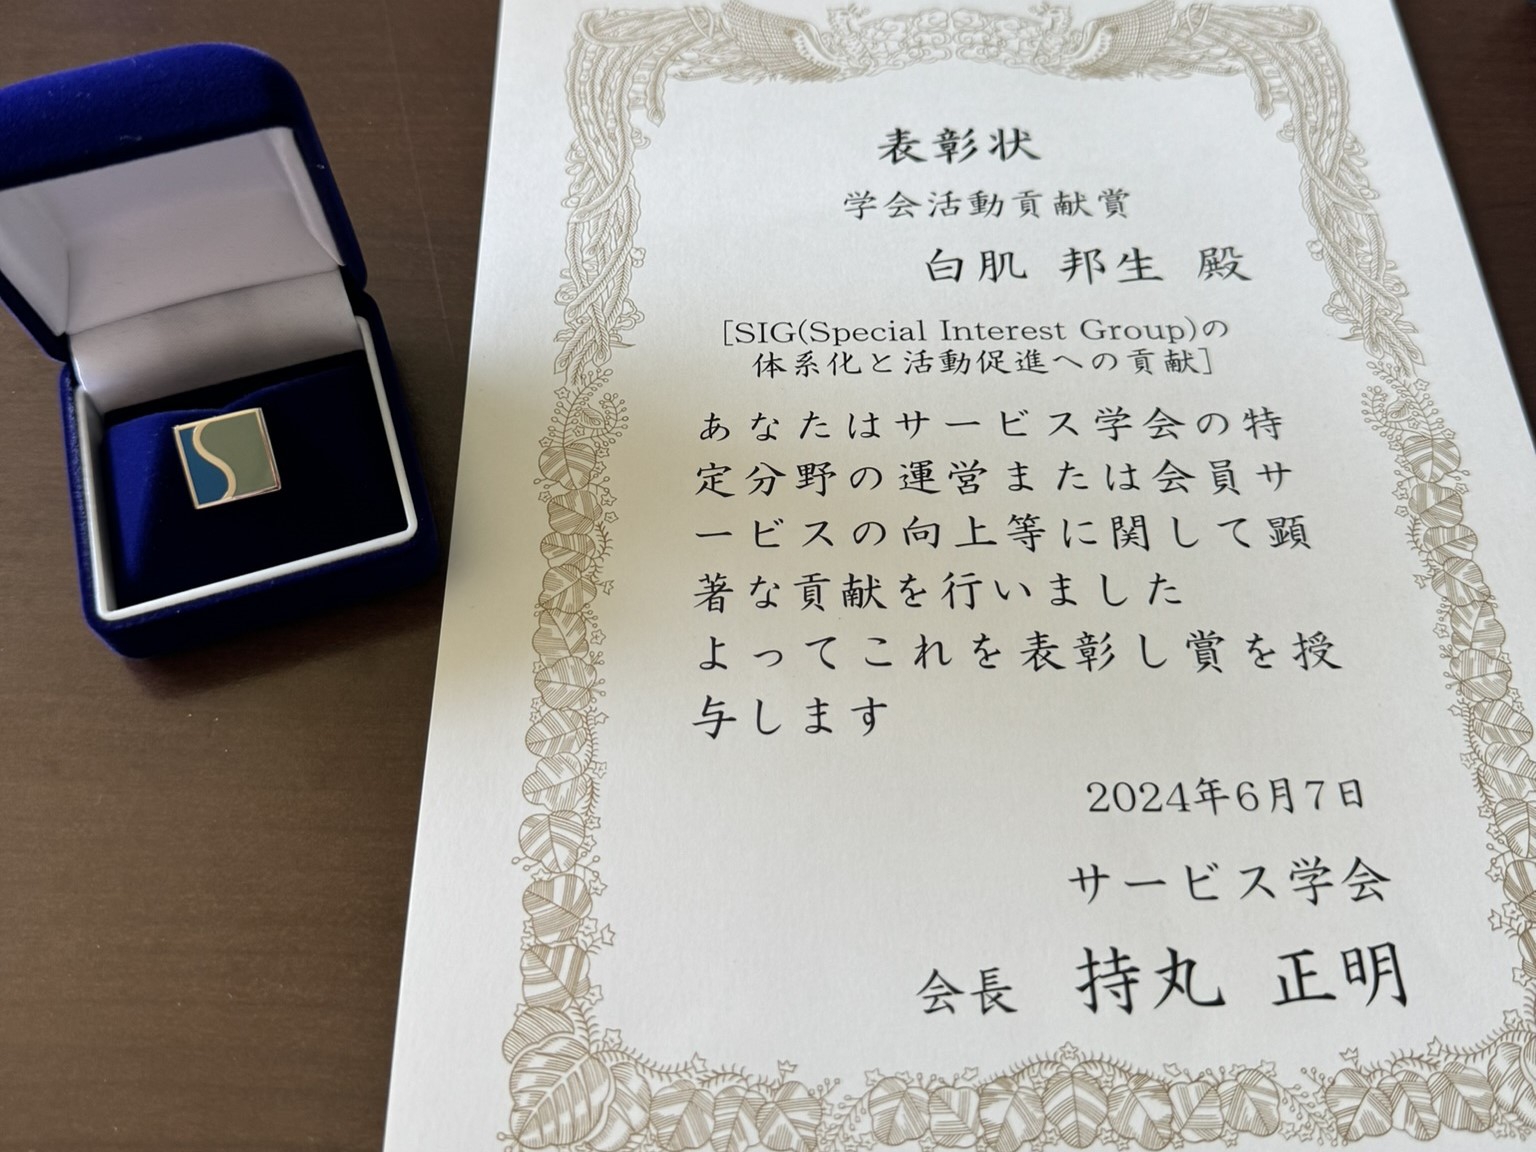 表彰状
学会活動貢献賞
白肌 邦生 殿
[SIG(Special Interest Group)の
体系化と活動促進への貢献]
あなたはサービス学会の特
定分野の運営または会員サ
ービスの向上等に関して顕
著な貢献を行いました
よってこれを表彰し賞を授
与します
2024年6月7日
サービス学会
会長 持丸 正明